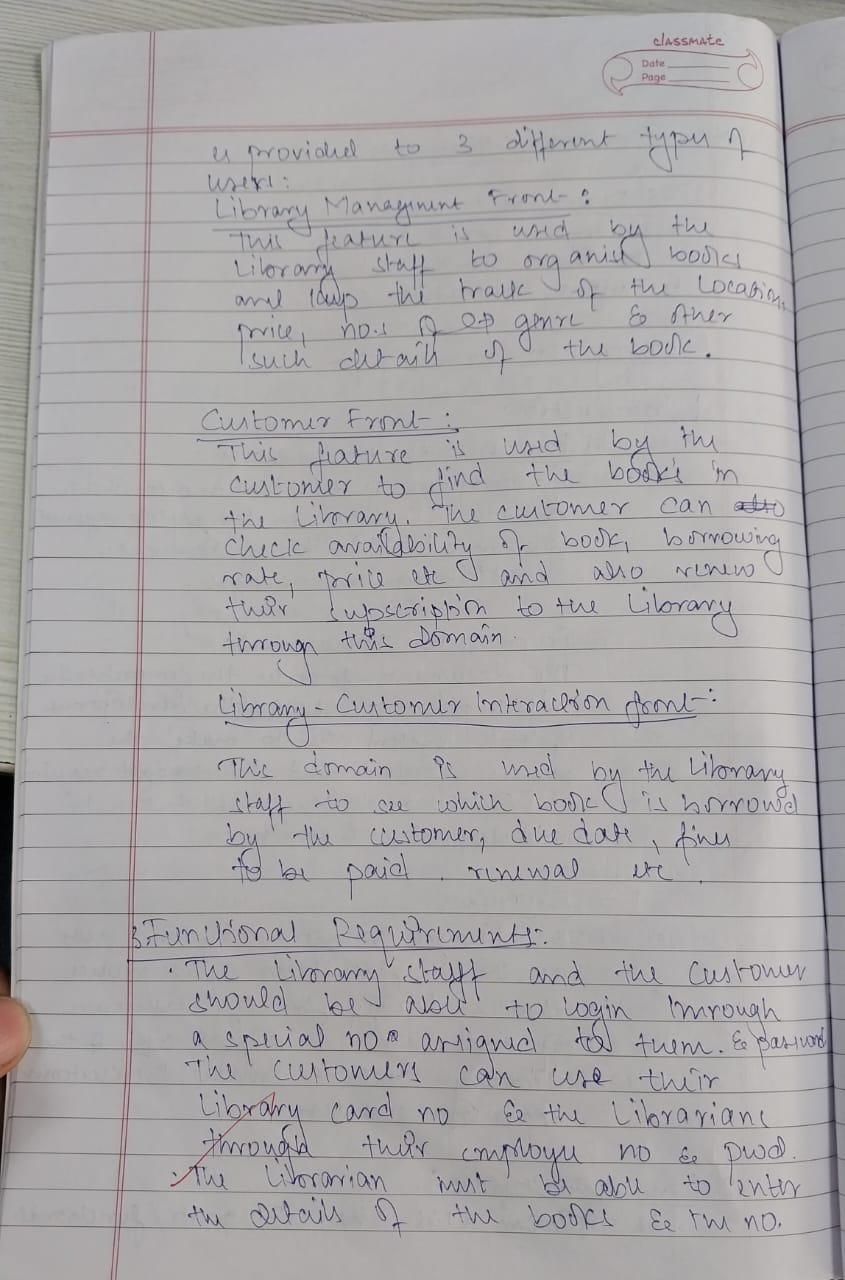 classmate
Date
Page
is provided to 3 different types of
users:
Library Management Front :
This feature is used by the
Library staff to organise books
and keep the track of the location,
price, no.s of genre & other
such details of the book.
Customer Front :
This feature is used by the
customer to find the books in
the Library. The customer can also
check availability of book, borrowing
rate, price etc and also renew
their subscription to the Library
through this domain.
Library - Customer Interaction front :
This domain is used by the Library
staff to see which book is borrowed
by the customer, due date, fines
to be paid, renewal etc.
3 Functional Requirements:
. The Library staff and the customer
should be able to login through
a special no. assigned to them. & password
The customers can use their
Library card no & the Librarians
through their employee no & pwd.
. The librarian must be able to enter
the details of the books & the no.